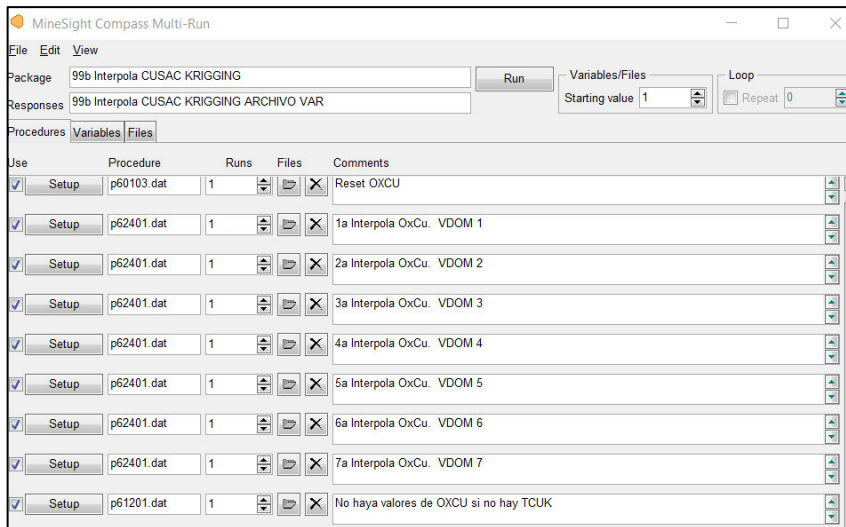 MineSight Compass Multi-Run
File Edit View
Package 99b Interpola CUSAC KRIGGING Run Variables/Files Loop
Responses 99b Interpola CUSAC KRIGGING ARCHIVO VAR Starting value 1 Repeat 0
Procedures Variables Files
Use Procedure Runs Files Comments
Setup p60103.dat 1 Reset OXCU
Setup p62401.dat 1 1a Interpola OxCu. VDOM 1
Setup p62401.dat 1 2a Interpola OxCu. VDOM 2
Setup p62401.dat 1 3a Interpola OxCu. VDOM 3
Setup p62401.dat 1 4a Interpola OxCu. VDOM 4
Setup p62401.dat 1 5a Interpola OxCu. VDOM 5
Setup p62401.dat 1 6a Interpola OxCu. VDOM 6
Setup p62401.dat 1 7a Interpola OxCu. VDOM 7
Setup p61201.dat 1 No haya valores de OXCU si no hay TCUK